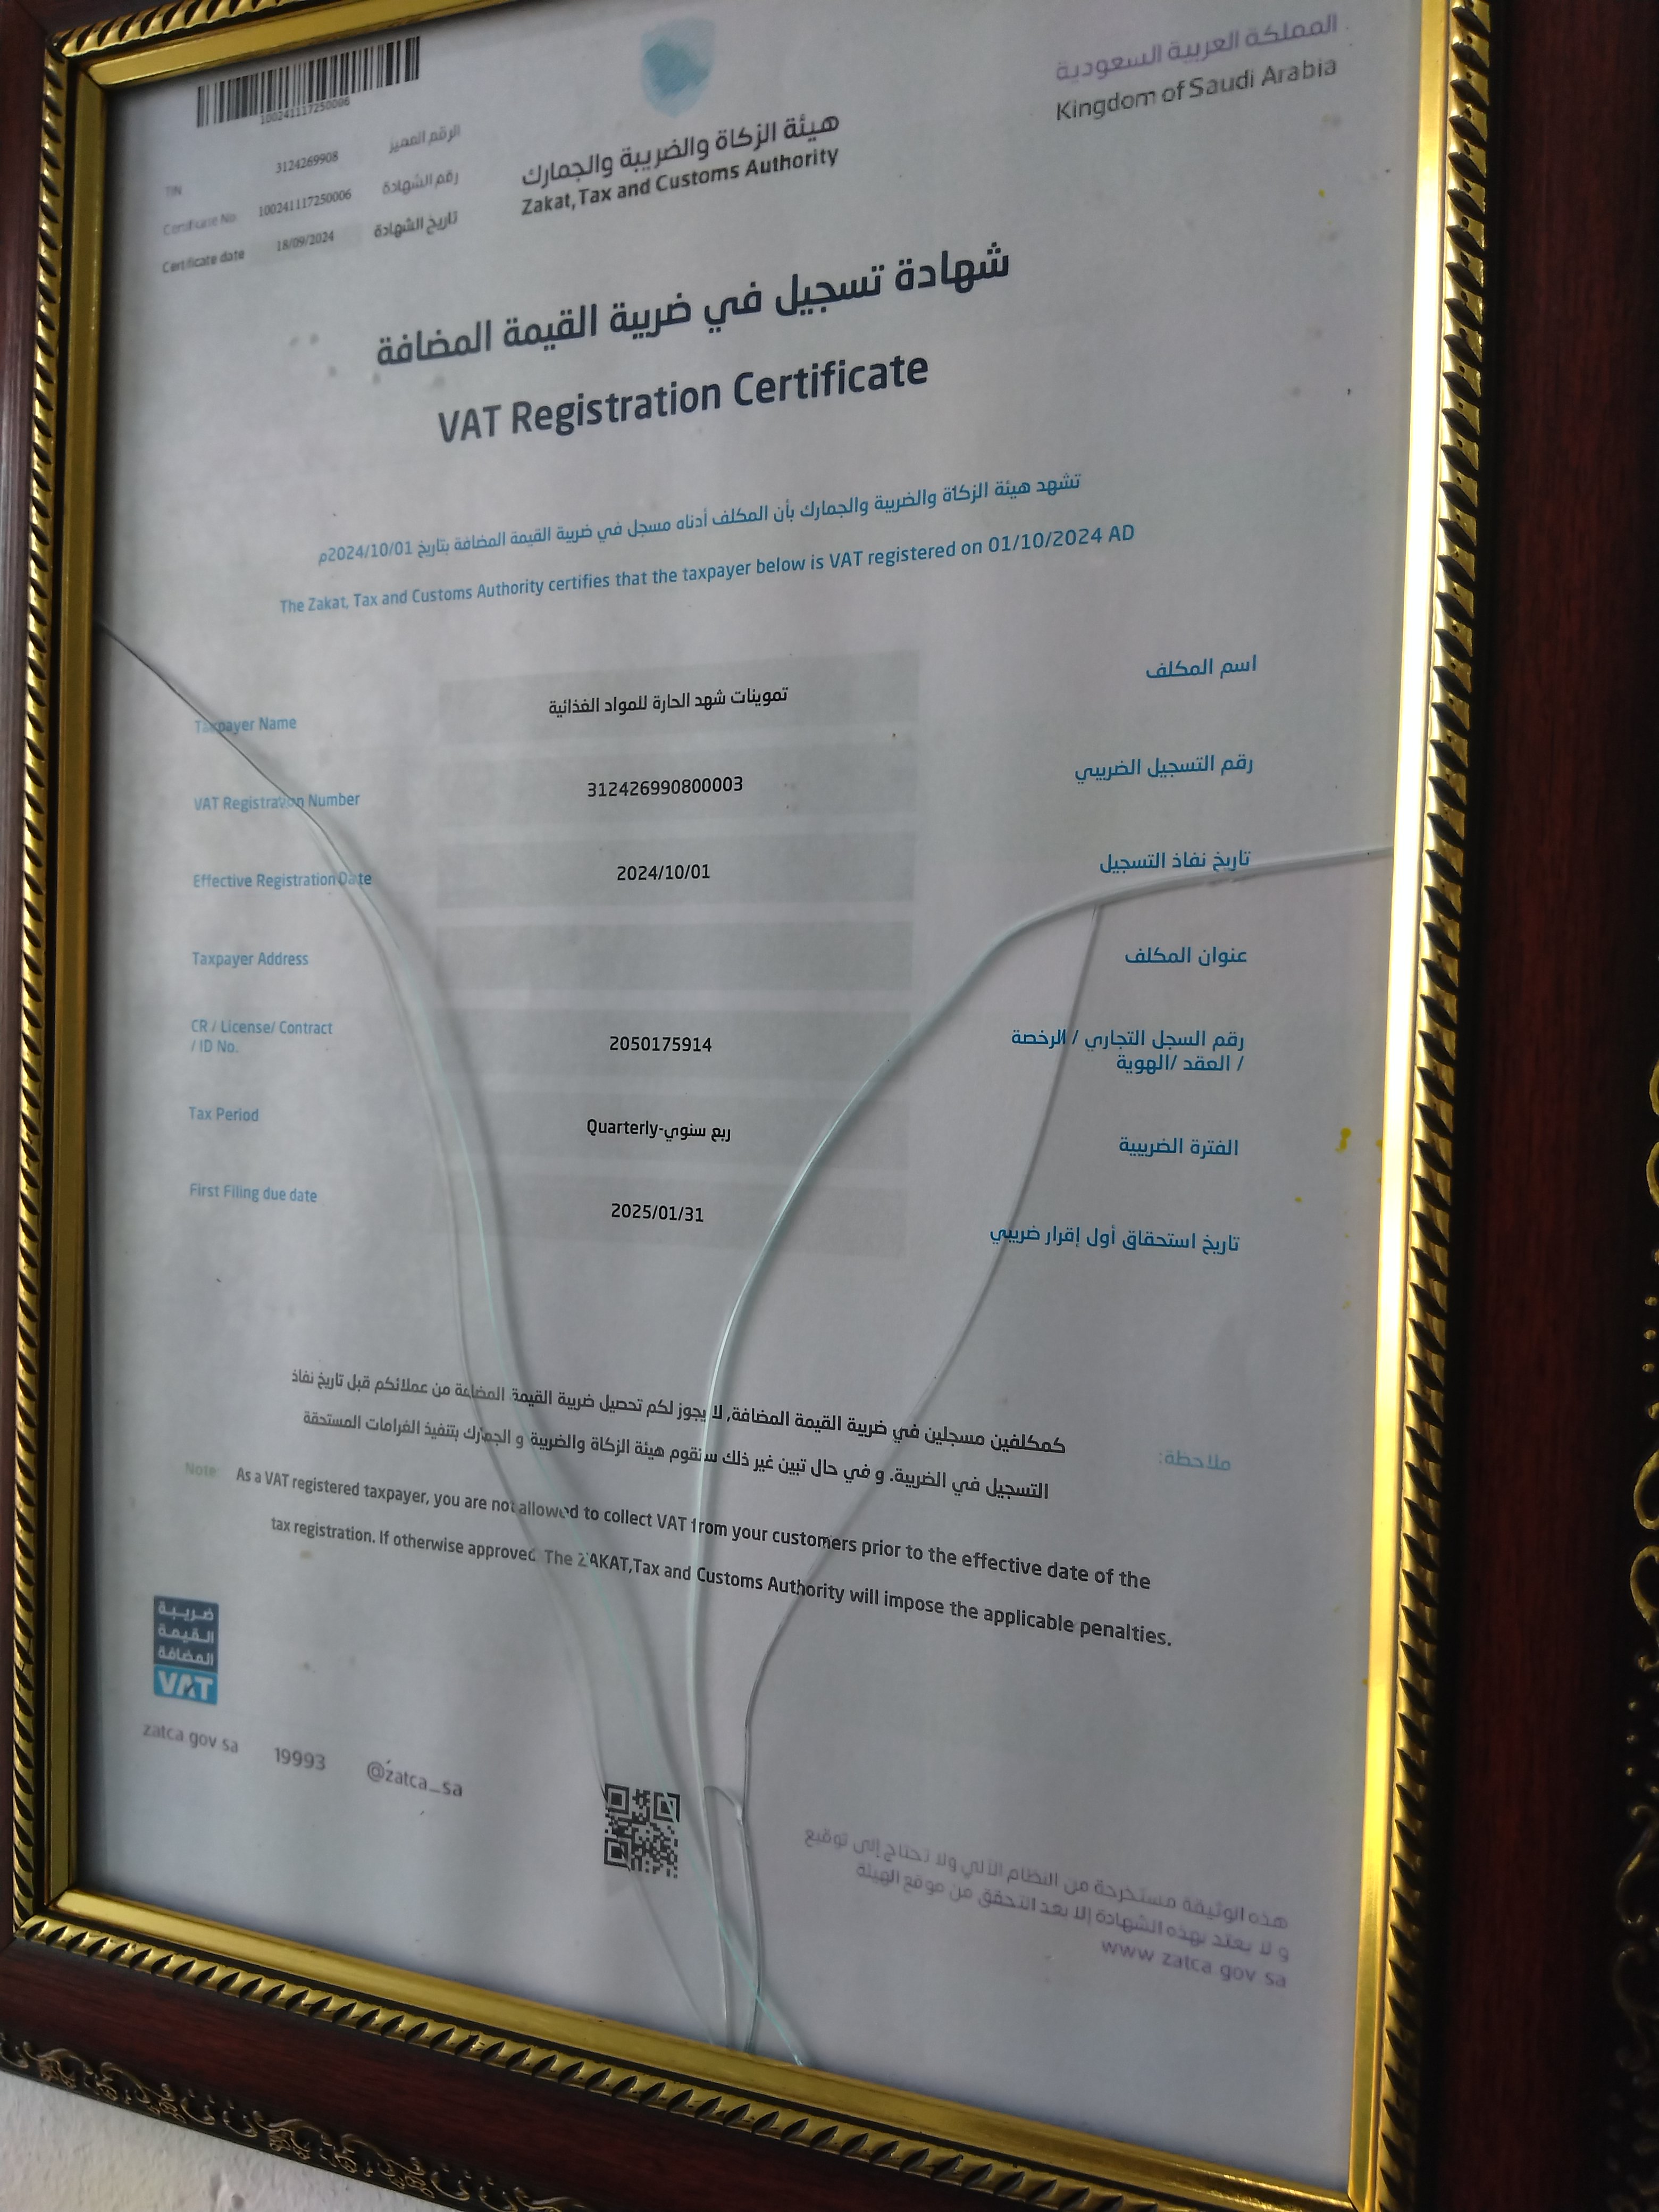 المملكة العربية السعودية
Kingdom of Saudi Arabia
هيئة الزكاة والضريبة والجمارك
Zakat, Tax and Customs Authority
100241117250006
TIN 3124269908 الرقم المميز
Certificate No 100241117250006 رقم الشهادة
Certificate date 18/09/2024 تاريخ الشهادة
شهادة تسجيل في ضريبة القيمة المضافة
VAT Registration Certificate
تشهد هيئة الزكاة والضريبة والجمارك بأن المكلف أدناه مسجل في ضريبة القيمة المضافة بتاريخ 2024/10/01م
The Zakat, Tax and Customs Authority certifies that the taxpayer below is VAT registered on 01/10/2024 AD
Taxpayer Name تموينات شهد الحارة للمواد الغذائية اسم المكلف
VAT Registration Number 312426990800003 رقم التسجيل الضريبي
Effective Registration Date 2024/10/01 تاريخ نفاذ التسجيل
Taxpayer Address عنوان المكلف
CR / License/ Contract 2050175914 رقم السجل التجاري / الرخصة
/ ID No. / العقد /الهوية
Tax Period ربع سنوي-Quarterly الفترة الضريبية
First Filing due date 2025/01/31 تاريخ استحقاق أول إقرار ضريبي
ملاحظة: كمكلفين مسجلين في ضريبة القيمة المضافة, لا يجوز لكم تحصيل ضريبة القيمة المضافة من عملائكم قبل تاريخ نفاذ
التسجيل في الضريبة. و في حال تبين غير ذلك ستقوم هيئة الزكاة والضريبة و الجمارك بتنفيذ الغرامات المستحقة
Note: As a VAT registered taxpayer, you are not allowed to collect VAT from your customers prior to the effective date of the
tax registration. If otherwise approved The ZAKAT,Tax and Customs Authority will impose the applicable penalties.
ضريبة
القيمة
المضافة
VAT
zatca gov sa 19993 @zatca_sa
هذه الوثيقة مستخرجة من النظام الآلي ولا تحتاج إلى توقيع
و لا يعتد بهذه الشهادة إلا بعد التحقق من موقع الهيئة
www zatca gov sa